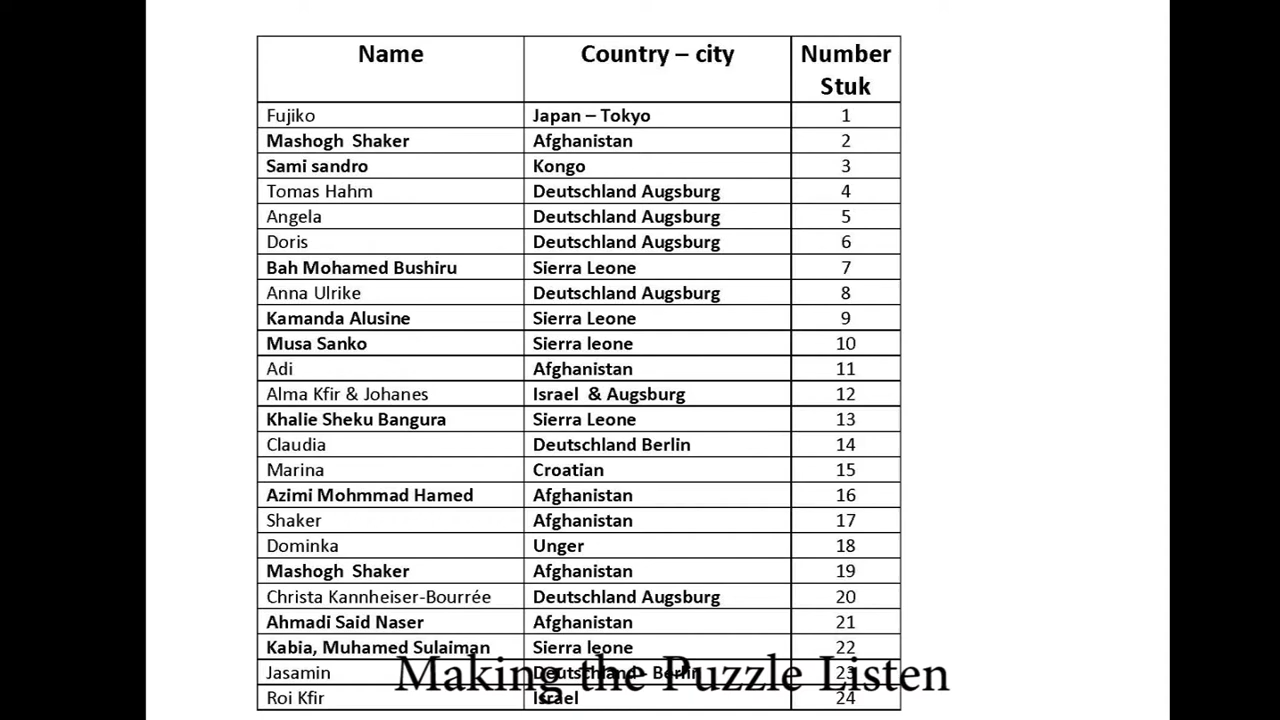 Name Country – city Number
Stuk
Fujiko Japan – Tokyo 1
Mashogh Shaker Afghanistan 2
Sami sandro Kongo 3
Tomas Hahm Deutschland Augsburg 4
Angela Deutschland Augsburg 5
Doris Deutschland Augsburg 6
Bah Mohamed Bushiru Sierra Leone 7
Anna Ulrike Deutschland Augsburg 8
Kamanda Alusine Sierra Leone 9
Musa Sanko Sierra leone 10
Adi Afghanistan 11
Alma Kfir & Johanes Israel & Augsburg 12
Khalie Sheku Bangura Sierra Leone 13
Claudia Deutschland Berlin 14
Marina Croatian 15
Azimi Mohmmad Hamed Afghanistan 16
Shaker Afghanistan 17
Dominka Unger 18
Mashogh Shaker Afghanistan 19
Christa Kannheiser-Bourrée Deutschland Augsburg 20
Ahmadi Said Naser Afghanistan 21
Kabia, Muhamed Sulaiman Sierra leone 22
Jasamin Deutschland - Berlin 23
Making the Puzzle Listen
Roi Kfir Israel 24